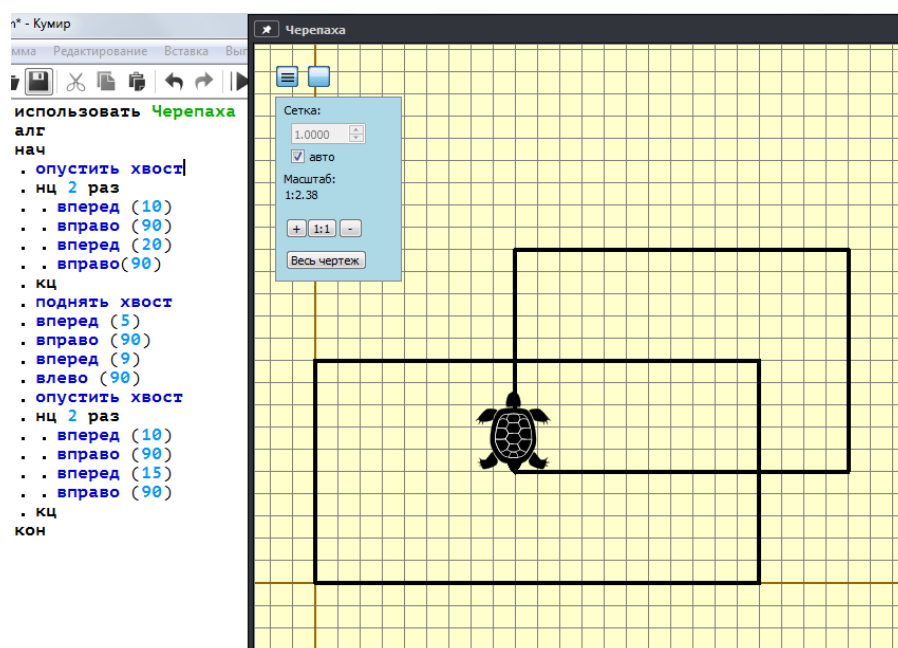 * - Кумир
Редактирование Вставка
использовать Черепаха
алг
нач
. опустить хвост
. нц 2 раз
. . вперед (10)
. . вправо (90)
. . вперед (20)
. . вправо(90)
. кц
. поднять хвост
. вперед (5)
. вправо (90)
. вперед (9)
. влево (90)
. опустить хвост
. нц 2 раз
. . вперед (10)
. . вправо (90)
. . вперед (15)
. . вправо (90)
. кц
кон
Черепаха
Сетка:
1.0000
авто
Масштаб:
1:2.38
+ 1:1 -
Весь чертеж